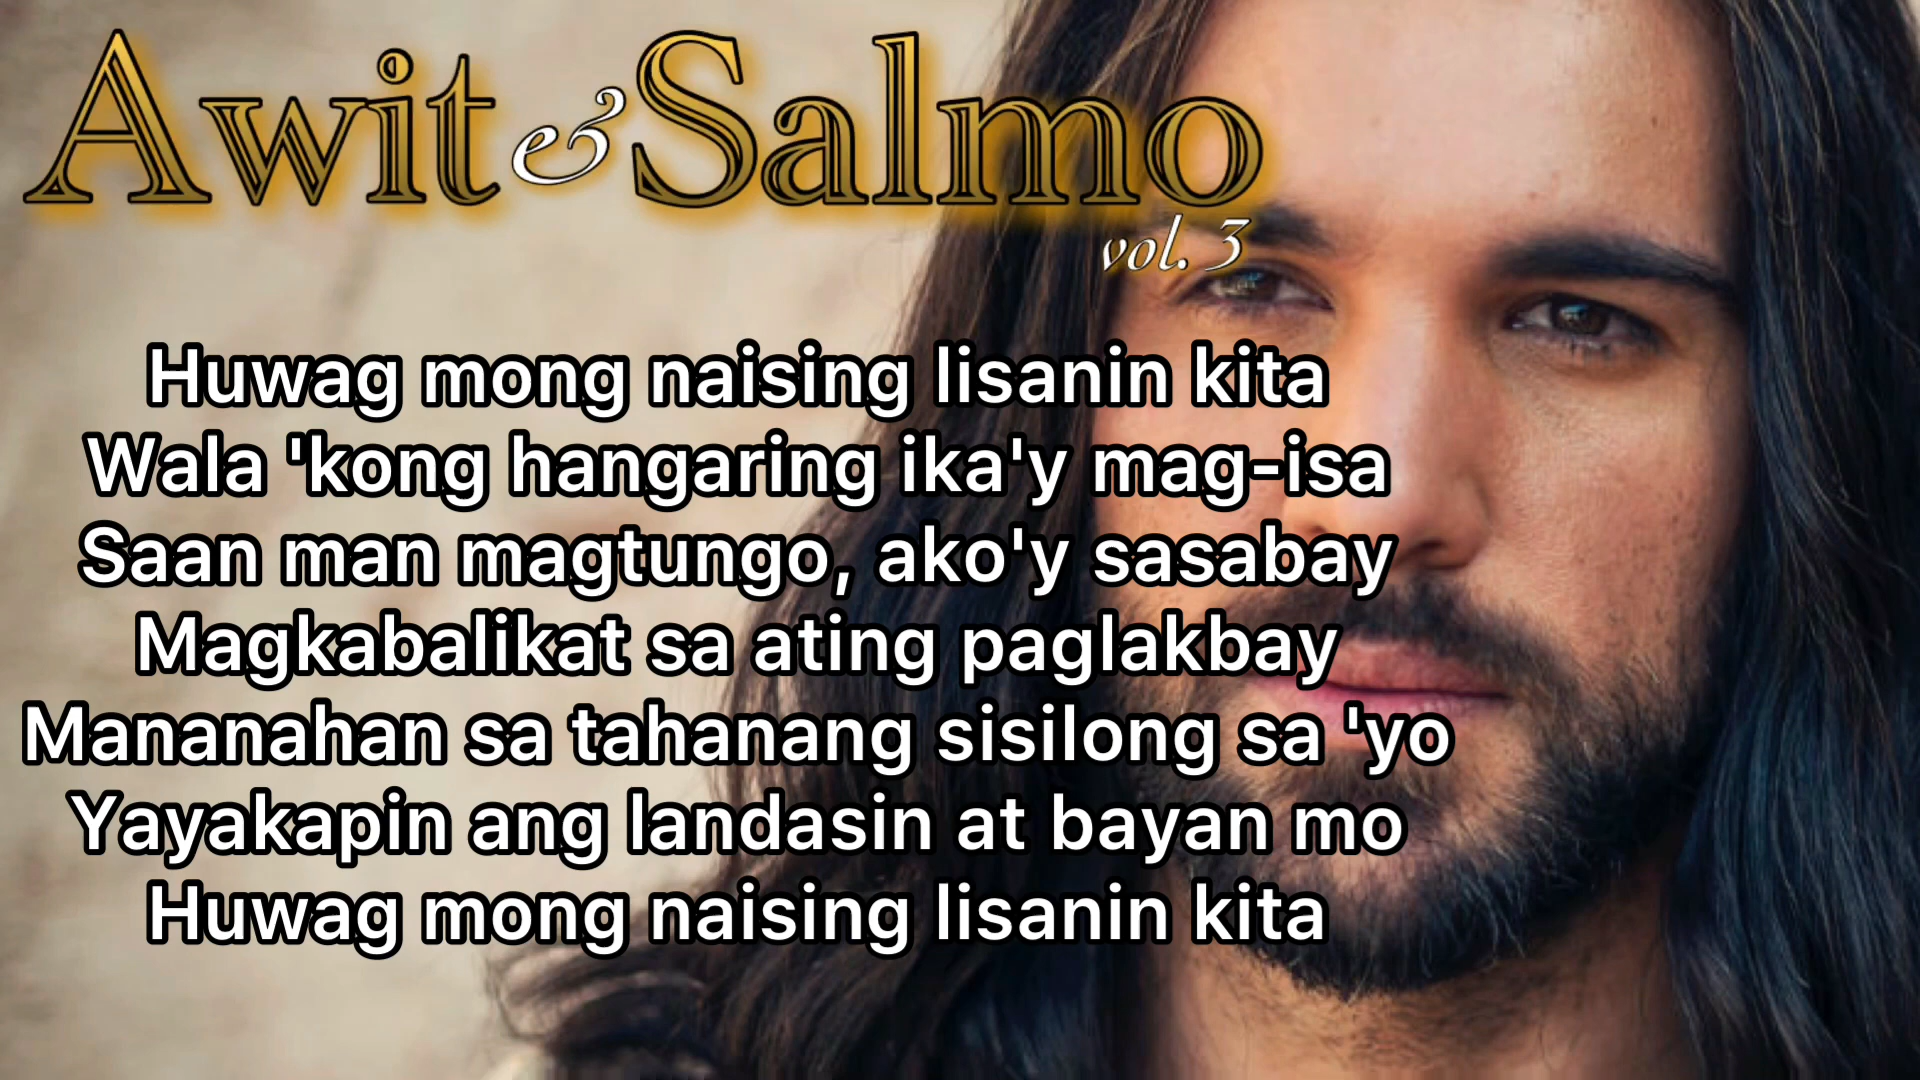 Awit & Salmo
vol. 3
Huwag mong naising lisanin kita
Wala 'kong hangaring ika'y mag-isa
Saan man magtungo, ako'y sasabay
Magkabalikat sa ating paglakbay
Mananahan sa tahanang sisilong sa 'yo
Yayakapin ang landasin at bayan mo
Huwag mong naising lisanin kita